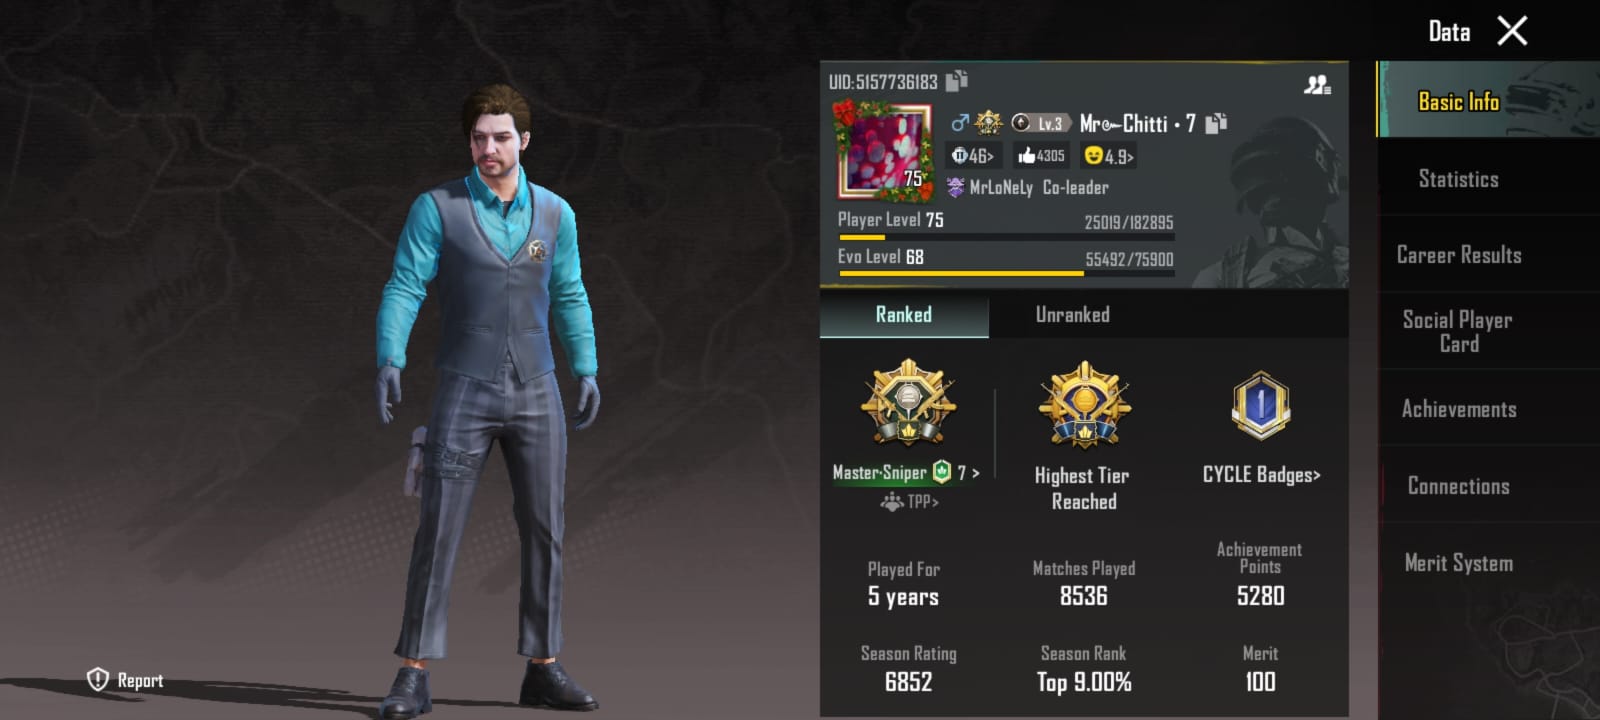 Data
UID:5157736183
Lv.3 Mr๛Chitti • 7
46> 4305 4.9>
75
MrLoNeLy Co-leader
Player Level 75 25019/182895
Evo Level 68 55492/75900
Ranked Unranked
1
Master·Sniper 7 >
TPP>
Highest Tier
Reached
CYCLE Badges>
Played For
5 years
Matches Played
8536
Achievement
Points
5280
Season Rating
6852
Season Rank
Top 9.00%
Merit
100
Basic Info
Statistics
Career Results
Social Player
Card
Achievements
Connections
Merit System
Report